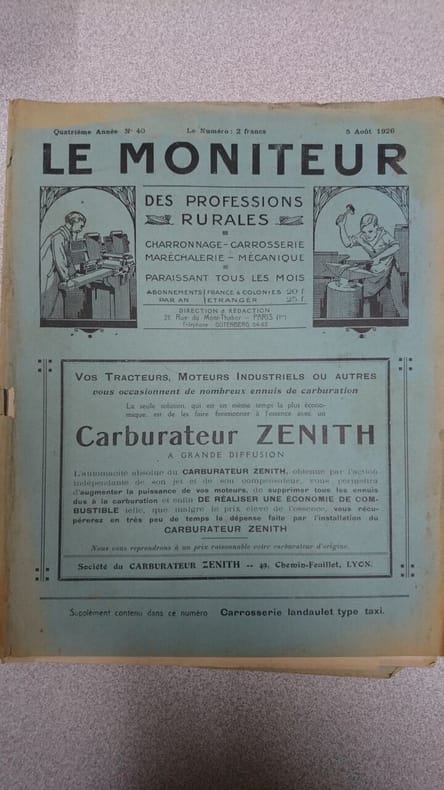 Quatrième Année N° 40 Le Numéro : 2 francs 5 Août 1926
LE MONITEUR
DES PROFESSIONS
RURALES
CHARRONNAGE - CARROSSERIE
MARÉCHALERIE - MÉCANIQUE
PARAISSANT TOUS LES MOIS
ABONNEMENTS FRANCE & COLONIES 20 f.
PAR AN ETRANGER 25 f.
DIRECTION & RÉDACTION
21, Rue du Mont-Thabor - PARIS (1er)
Téléphone : GUTENBERG 04-62
VOS TRACTEURS, MOTEURS INDUSTRIELS OU AUTRES
vous occasionnent de nombreux ennuis de carburation
La seule solution, qui est en même temps la plus écono-
mique, est de les faire fonctionner à l'essence avec un
Carburateur ZENITH
A GRANDE DIFFUSION
L'automaticité absolue du CARBURATEUR ZENITH, obtenue par l'action
indépendante de son jet et de son compensateur, vous permettra
d'augmenter la puissance de vos moteurs, de supprimer tous les ennuis
dus à la carburation et enfin DE RÉALISER UNE ÉCONOMIE DE COM-
BUSTIBLE telle, que malgré le prix élevé de l'essence, vous récu-
pérerez en très peu de temps la dépense faite par l'installation du
CARBURATEUR ZENITH
Nous vous reprendrons à un prix raisonnable votre carburateur d'origine.
Société du CARBURATEUR ZENITH -- 49, Chemin-Feuillet, LYON.
Supplément contenu dans ce numéro Carrosserie landaulet type taxi.